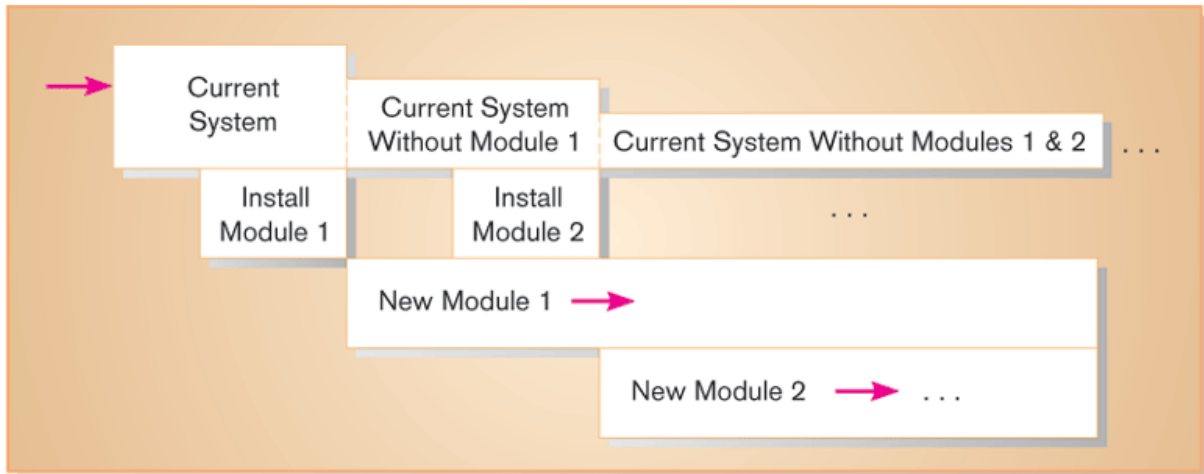 Current
System
Current System
Without Module 1
Current System Without Modules 1 & 2
. . .
Install
Module 1
Install
Module 2
. . .
New Module 1
New Module 2
. . .